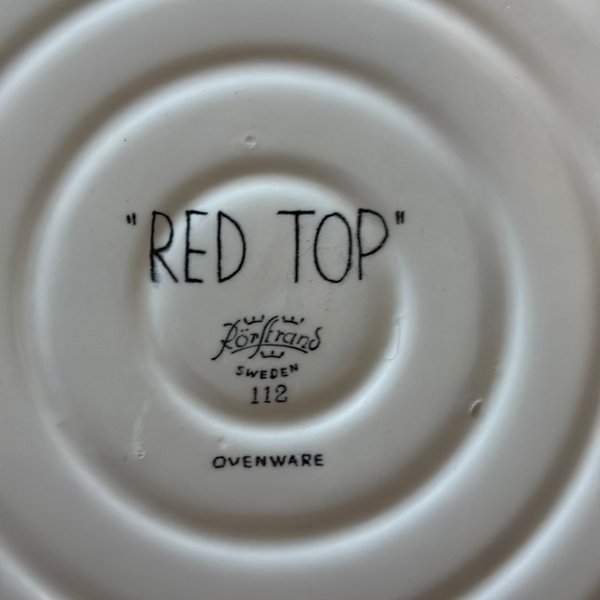 "RED TOP"
Rörstrand
SWEDEN
112
OVENWARE